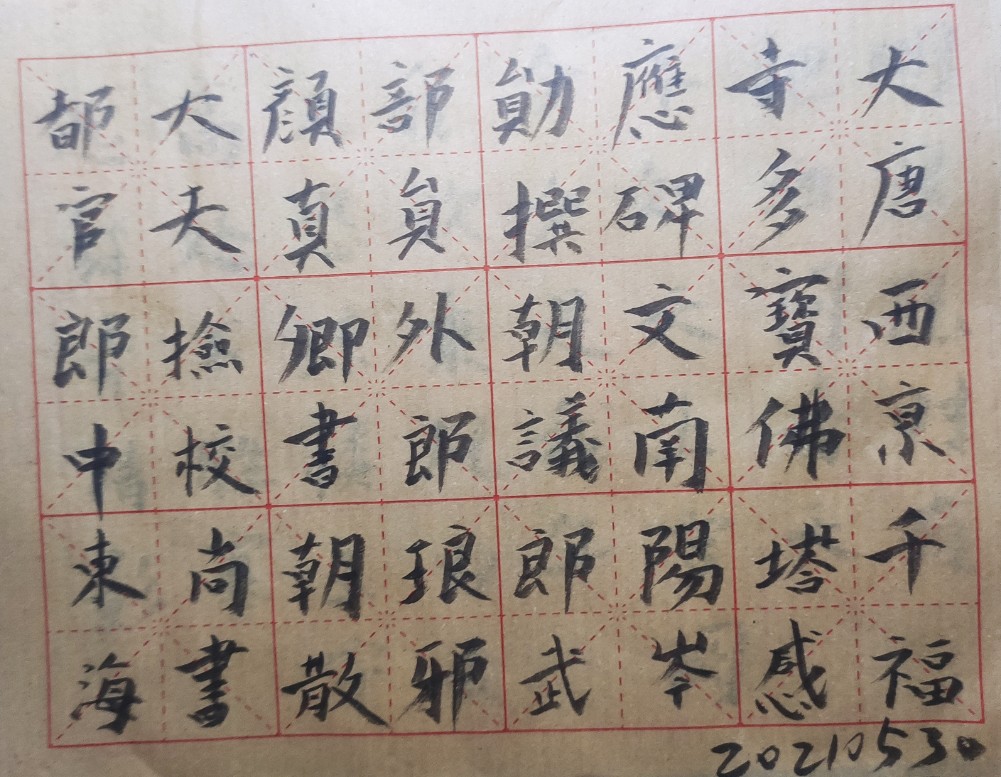 大唐西京千福
寺多寶佛塔感
應碑文南陽岑
勛撰朝議郎武
部員外郎琅邪
顏真卿書朝散
大夫撿校尚書
都官郎中東海
20210530